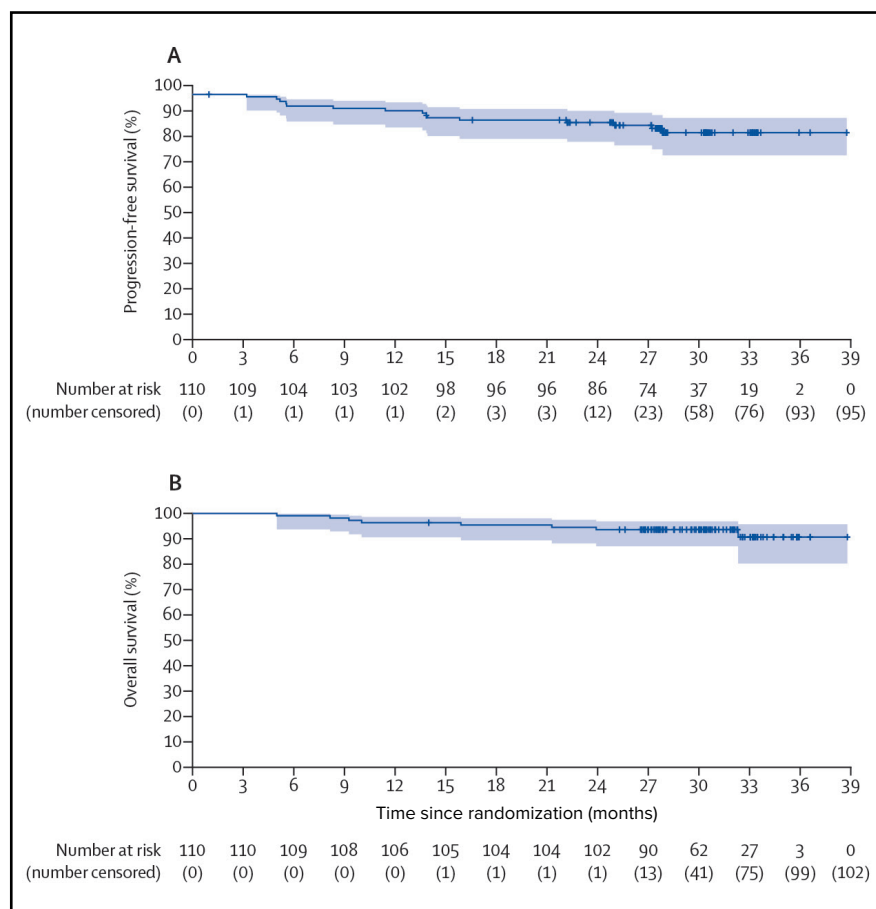 A
Progression-free survival (%)
100
90
80
70
60
50
40
30
20
10
0
0 3 6 9 12 15 18 21 24 27 30 33 36 39
Number at risk 110 109 104 103 102 98 96 96 86 74 37 19 2 0
(number censored) (0) (1) (1) (1) (1) (2) (3) (3) (12) (23) (58) (76) (93) (95)
B
Overall survival (%)
100
90
80
70
60
50
40
30
20
10
0
0 3 6 9 12 15 18 21 24 27 30 33 36 39
Time since randomization (months)
Number at risk 110 110 109 108 106 105 104 104 102 90 62 27 3 0
(number censored) (0) (0) (0) (0) (0) (1) (1) (1) (1) (13) (41) (75) (99) (102)